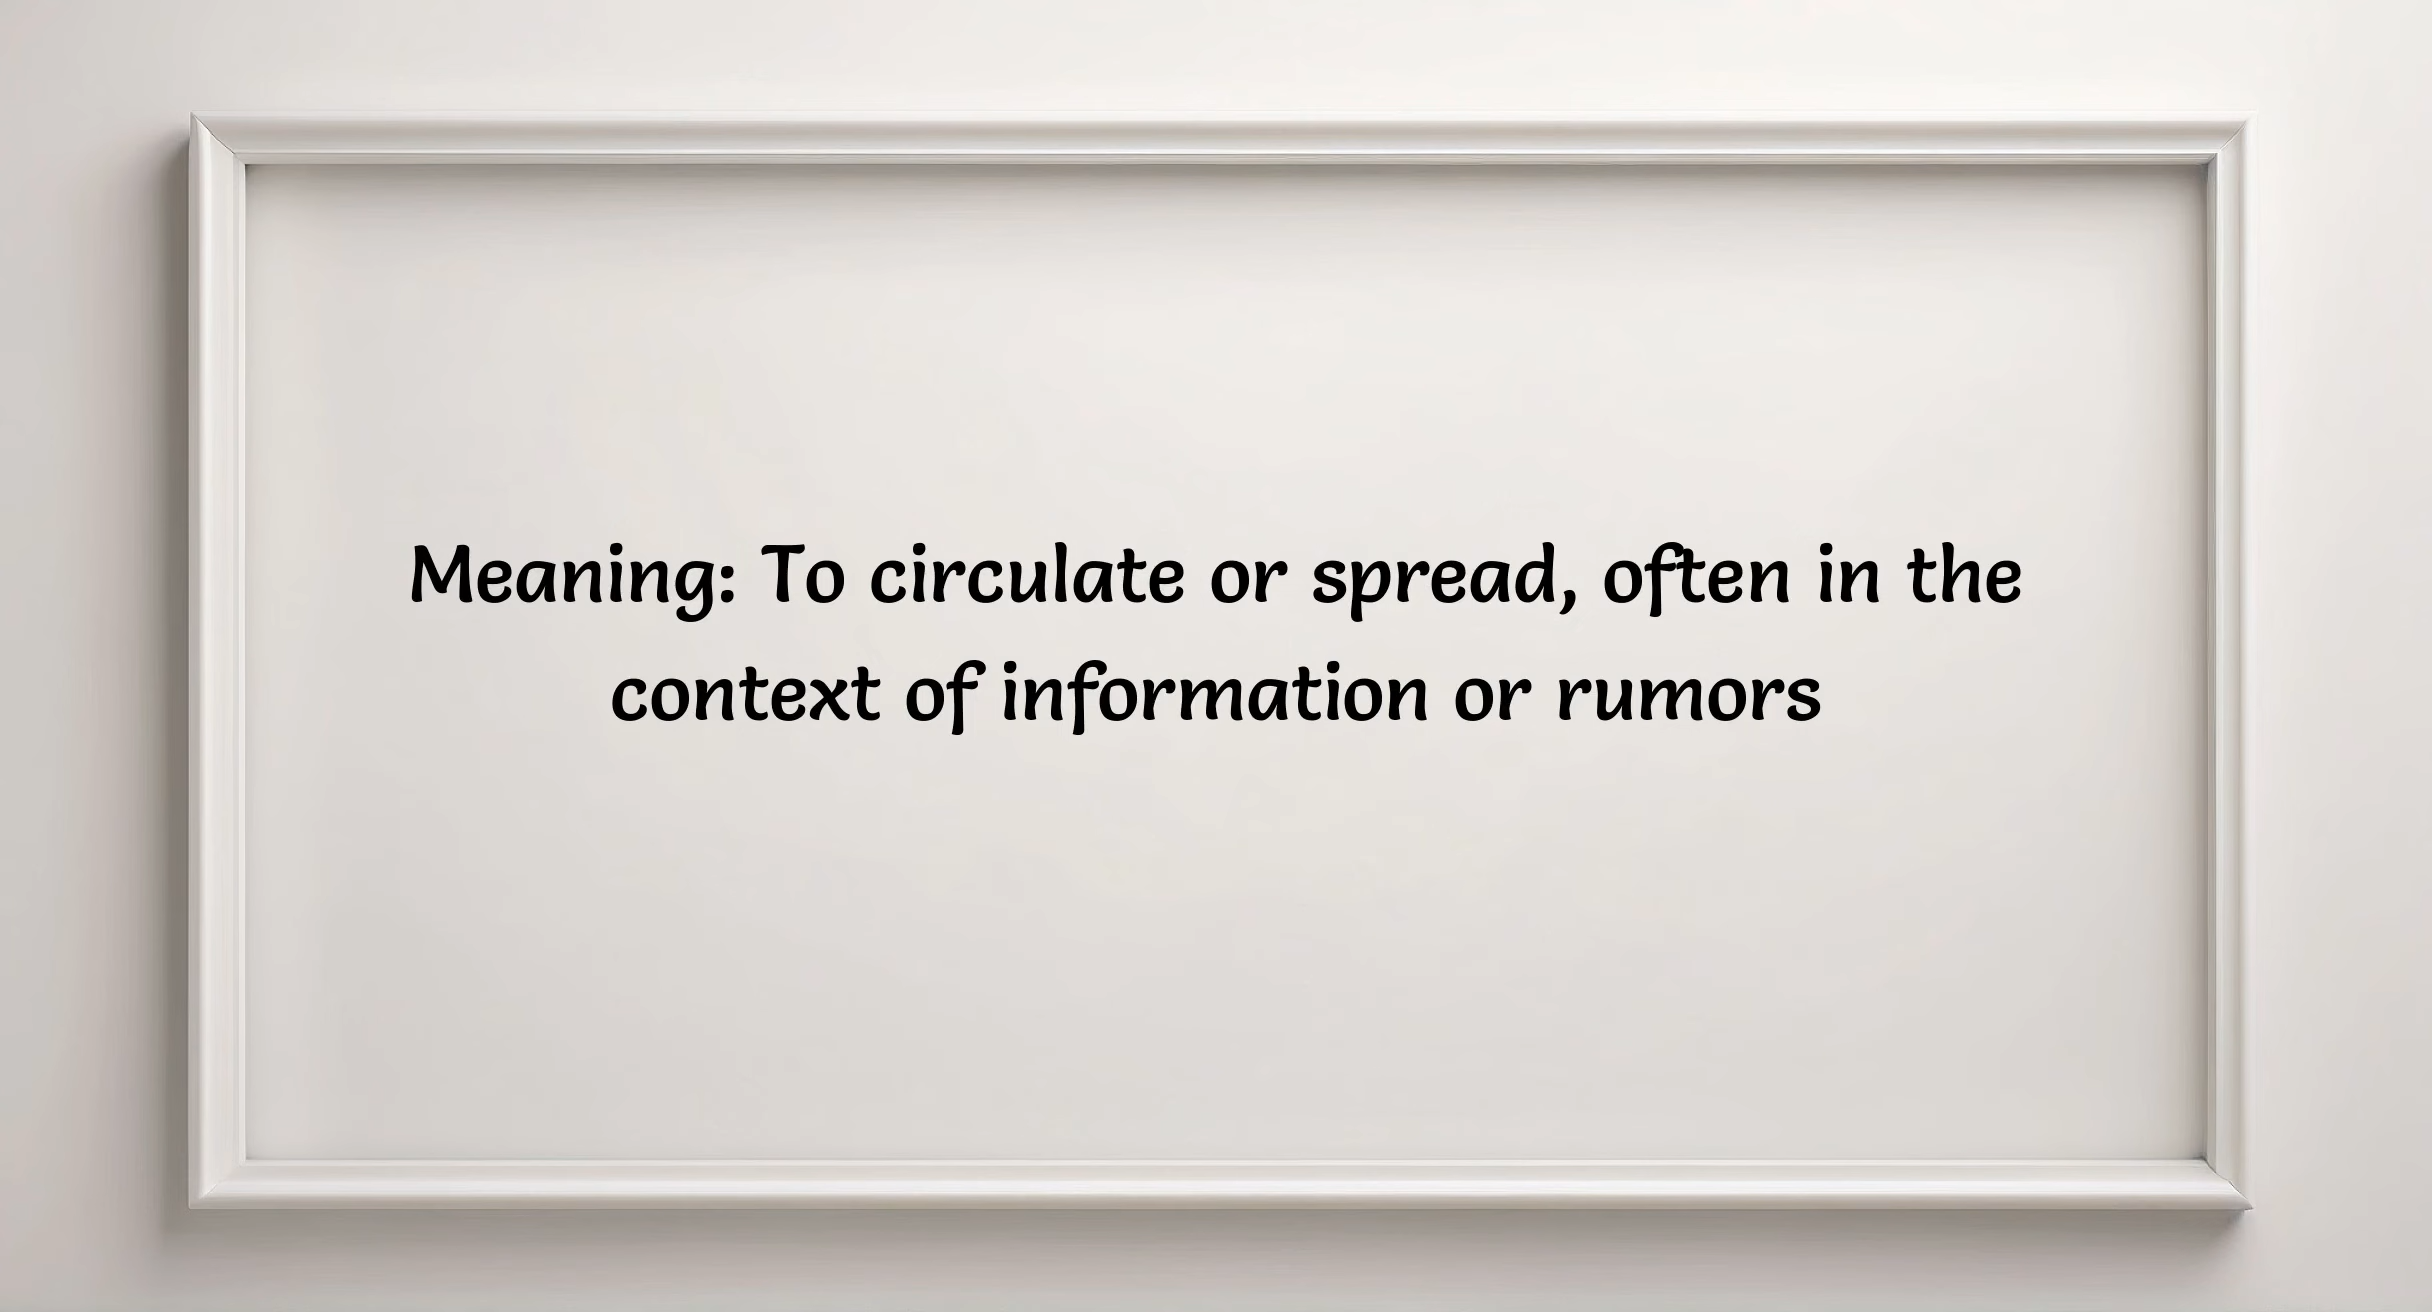 Meaning: To circulate or spread, often in the
context of information or rumors